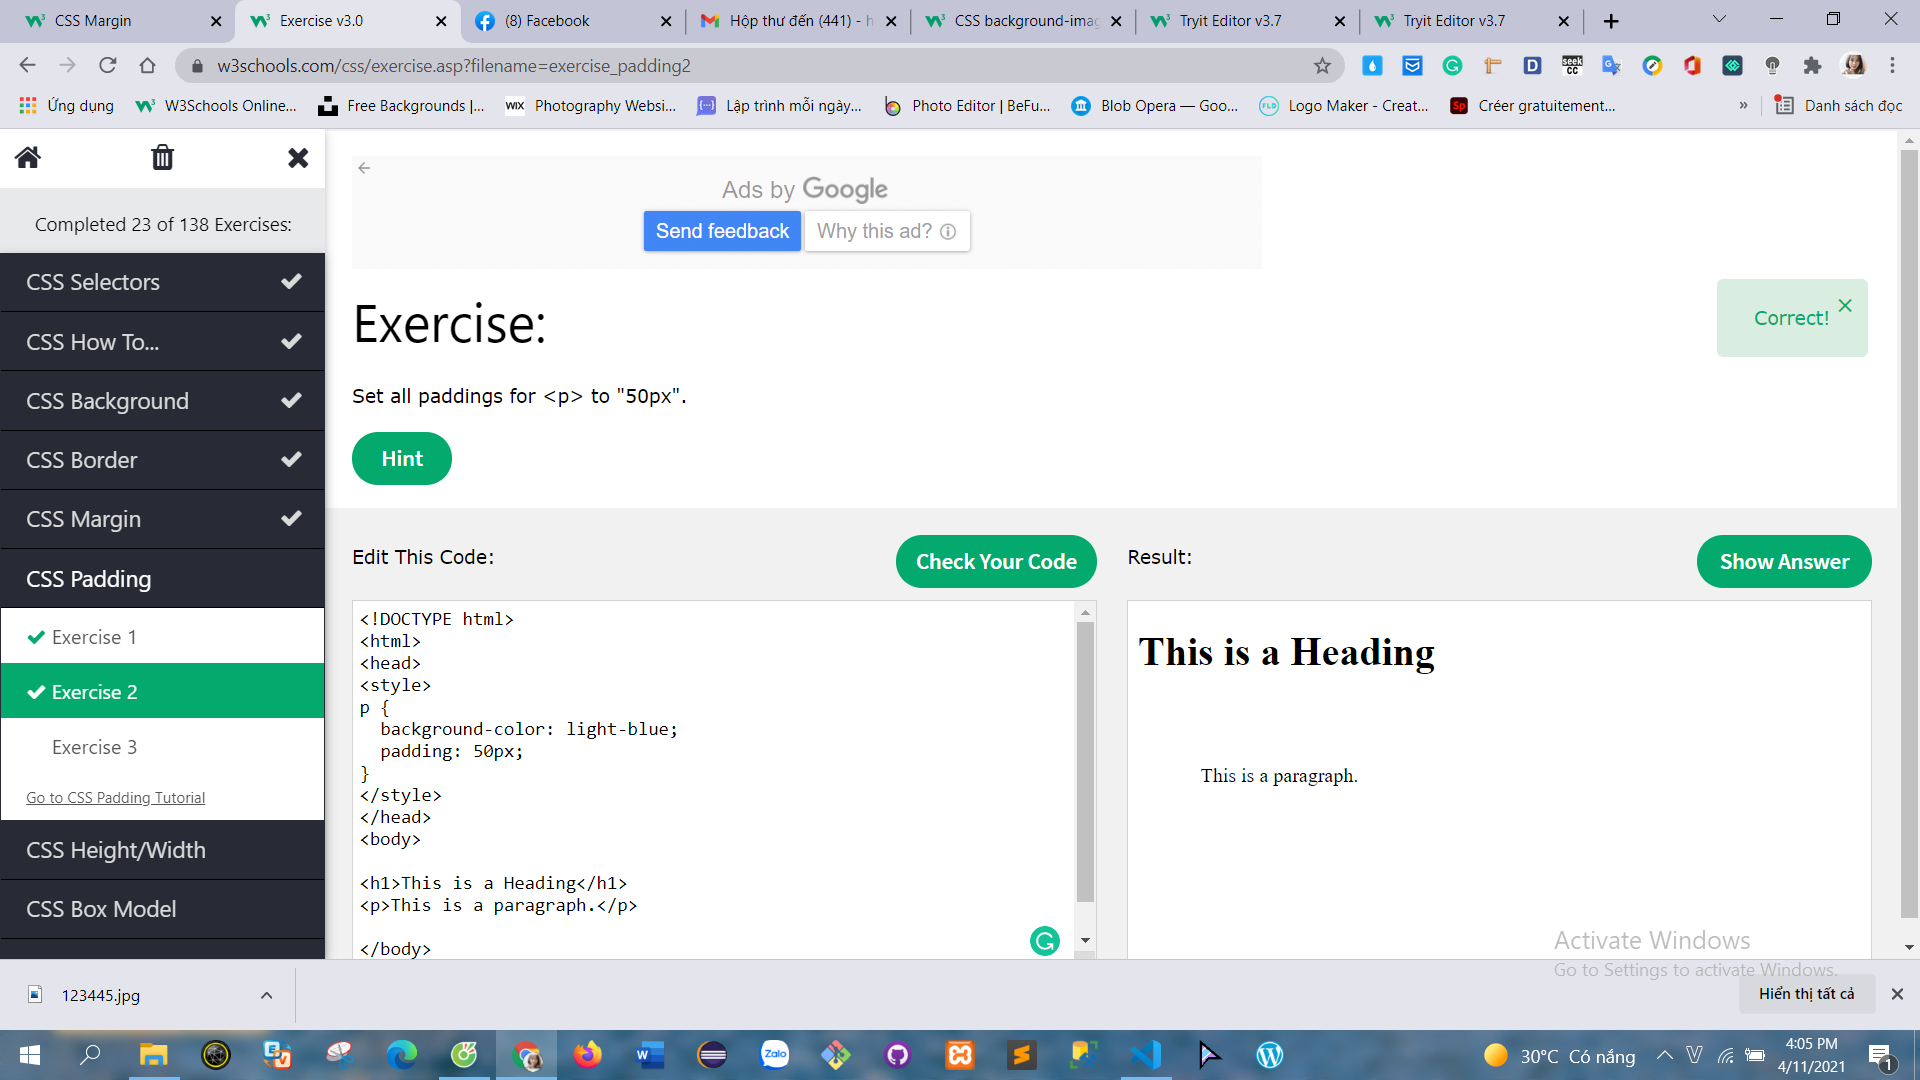 CSS Margin
Exercise v3.0
(8) Facebook
Hộp thư đến (441) - h
CSS background-imag
Tryit Editor v3.7
Tryit Editor v3.7
w3schools.com/css/exercise.asp?filename=exercise_padding2
Ứng dụng
W3Schools Online...
Free Backgrounds |...
WIX Photography Websi...
Lập trình mỗi ngày...
Photo Editor | BeFu...
Blob Opera — Goo...
FLD Logo Maker - Creat...
Sp Créer gratuitement...
»
Danh sách đọc
Completed 23 of 138 Exercises:
CSS Selectors
CSS How To...
CSS Background
CSS Border
CSS Margin
CSS Padding
Exercise 1
Exercise 2
Exercise 3
Go to CSS Padding Tutorial
CSS Height/Width
CSS Box Model
Ads by Google
Send feedback
Why this ad?
Exercise:
Correct!
Set all paddings for <p> to "50px".
Hint
Edit This Code:
Check Your Code
Result:
Show Answer
<!DOCTYPE html>
<html>
<head>
<style>
p {
  background-color: light-blue;
  padding: 50px;
}
</style>
</head>
<body>
<h1>This is a Heading</h1>
<p>This is a paragraph.</p>
</body>
This is a Heading
This is a paragraph.
Activate Windows
Go to Settings to activate Windows.
123445.jpg
Hiển thị tất cả
Zalo
30°C Có nắng
4:05 PM
4/11/2021
1